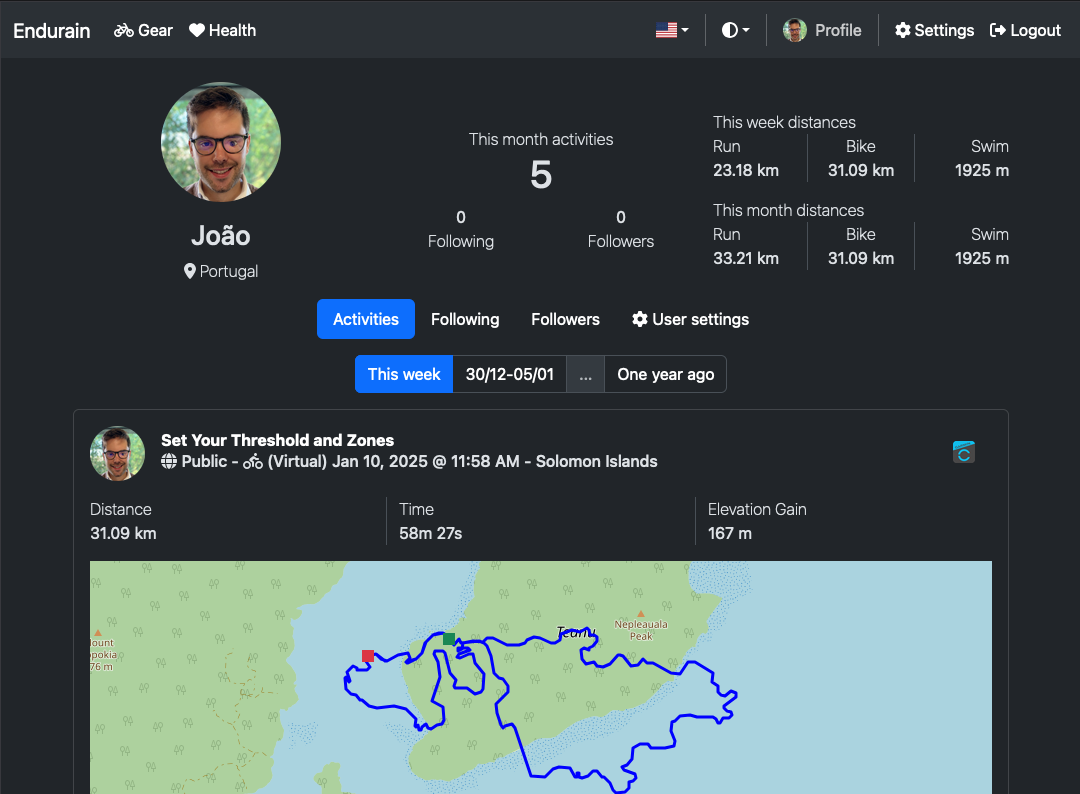 Endurain Gear Health Profile Settings Logout
João
Portugal
This month activities
5
0 0
Following Followers
This week distances
Run Bike Swim
23.18 km 31.09 km 1925 m
This month distances
Run Bike Swim
33.21 km 31.09 km 1925 m
Activities Following Followers User settings
This week 30/12-05/01 ... One year ago
Set Your Threshold and Zones
Public - (Virtual) Jan 10, 2025 @ 11:58 AM - Solomon Islands
Distance Time Elevation Gain
31.09 km 58m 27s 167 m
Teanu
Nepleauala
Peak
76 m